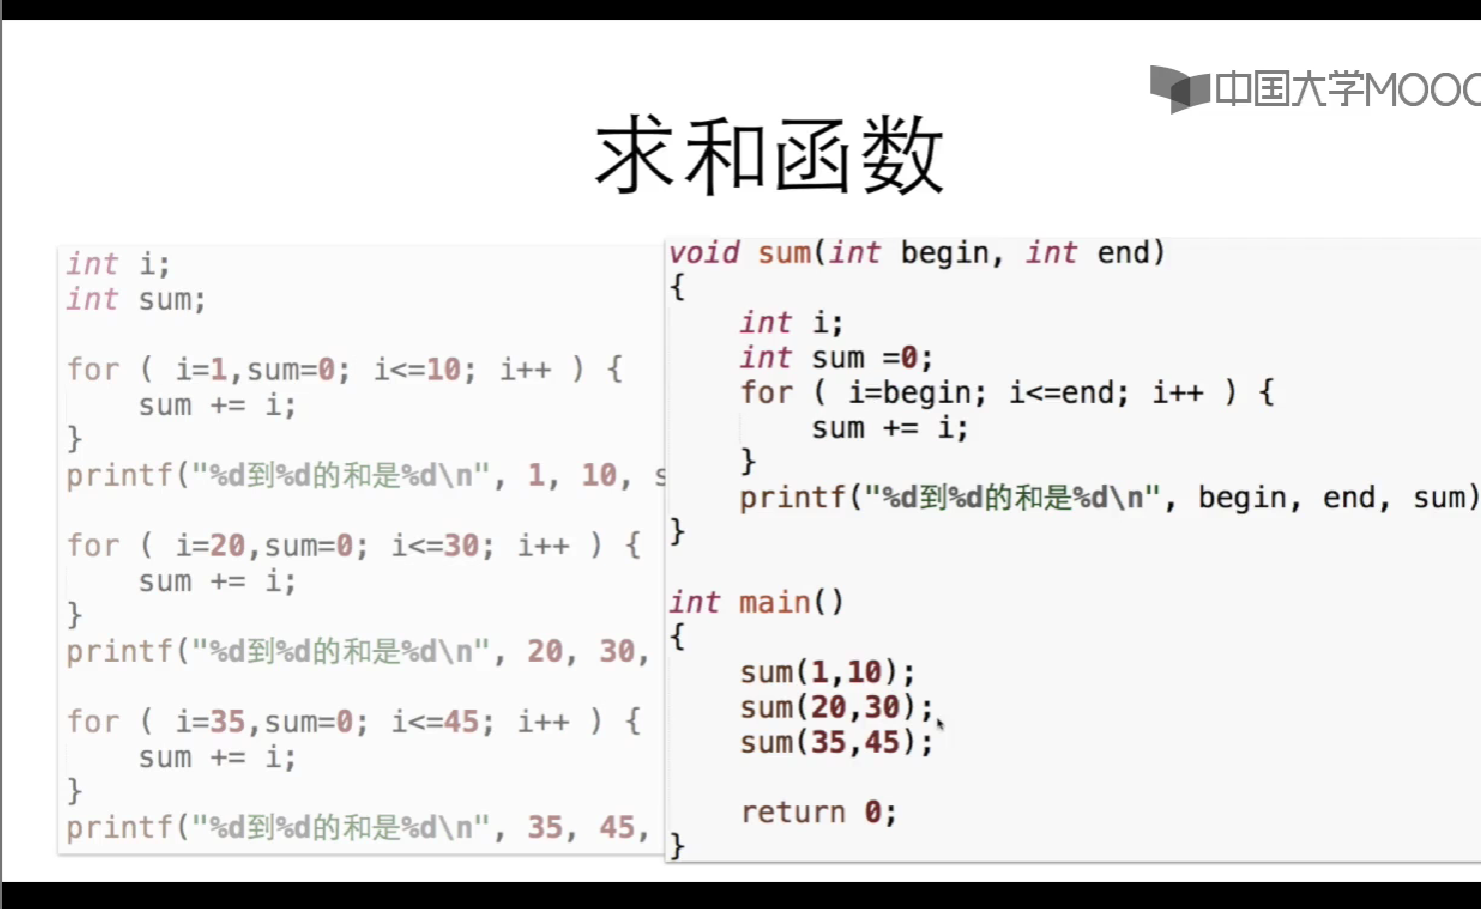 中国大学MOOC
求和函数
int i;
int sum;
for ( i=1,sum=0; i<=10; i++ ) {
sum += i;
}
printf("%d到%d的和是%d\n", 1, 10, s
for ( i=20,sum=0; i<=30; i++ ) {
sum += i;
}
printf("%d到%d的和是%d\n", 20, 30,
for ( i=35,sum=0; i<=45; i++ ) {
sum += i;
}
printf("%d到%d的和是%d\n", 35, 45,
void sum(int begin, int end)
{
int i;
int sum =0;
for ( i=begin; i<=end; i++ ) {
sum += i;
}
printf("%d到%d的和是%d\n", begin, end, sum)
}
int main()
{
sum(1,10);
sum(20,30);
sum(35,45);
return 0;
}